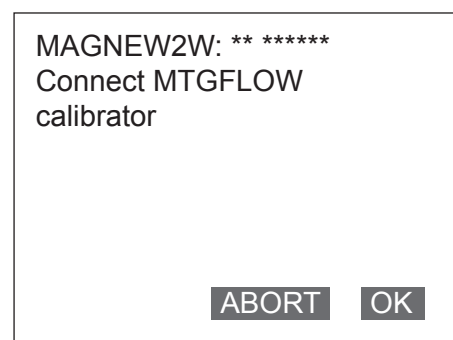 MAGNEW2W: ** ******
Connect MTGFLOW
calibrator
ABORT OK